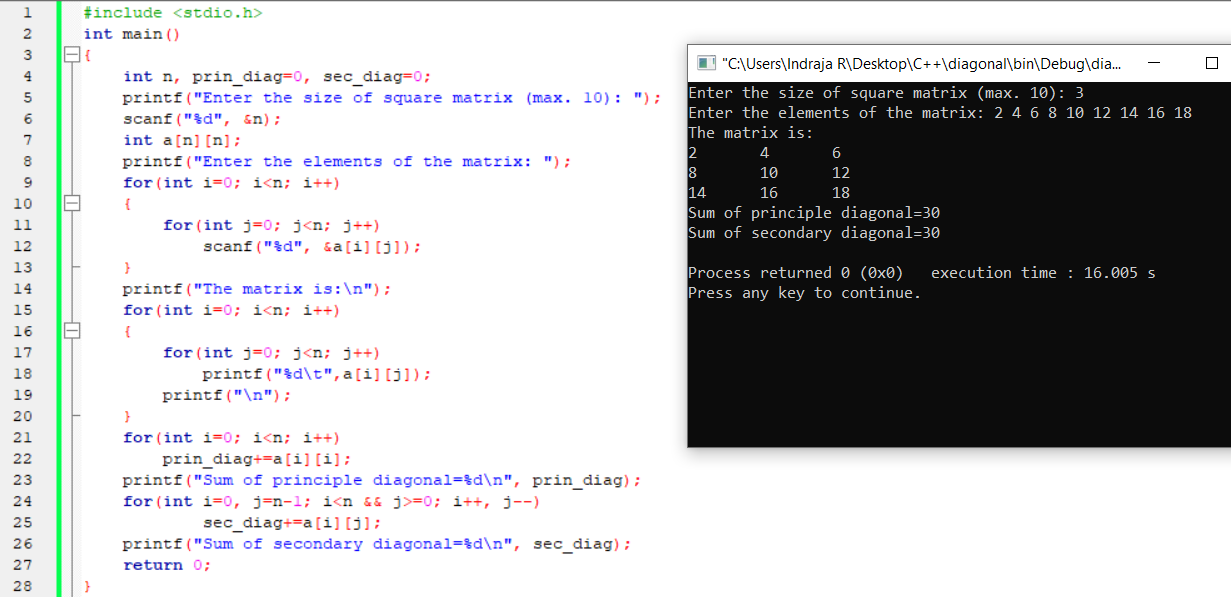 1 #include <stdio.h>
2 int main()
3 {
4 int n, prin_diag=0, sec_diag=0;
5 printf("Enter the size of square matrix (max. 10): ");
6 scanf("%d", &n);
7 int a[n][n];
8 printf("Enter the elements of the matrix: ");
9 for(int i=0; i<n; i++)
10 {
11 for(int j=0; j<n; j++)
12 scanf("%d", &a[i][j]);
13 }
14 printf("The matrix is:\n");
15 for(int i=0; i<n; i++)
16 {
17 for(int j=0; j<n; j++)
18 printf("%d\t",a[i][j]);
19 printf("\n");
20 }
21 for(int i=0; i<n; i++)
22 prin_diag+=a[i][i];
23 printf("Sum of principle diagonal=%d\n", prin_diag);
24 for(int i=0, j=n-1; i<n && j>=0; i++, j--)
25 sec_diag+=a[i][j];
26 printf("Sum of secondary diagonal=%d\n", sec_diag);
27 return 0;
28 }
"C:\Users\Indraja R\Desktop\C++\diagonal\bin\Debug\dia...
Enter the size of square matrix (max. 10): 3
Enter the elements of the matrix: 2 4 6 8 10 12 14 16 18
The matrix is:
2 4 6
8 10 12
14 16 18
Sum of principle diagonal=30
Sum of secondary diagonal=30
Process returned 0 (0x0) execution time : 16.005 s
Press any key to continue.